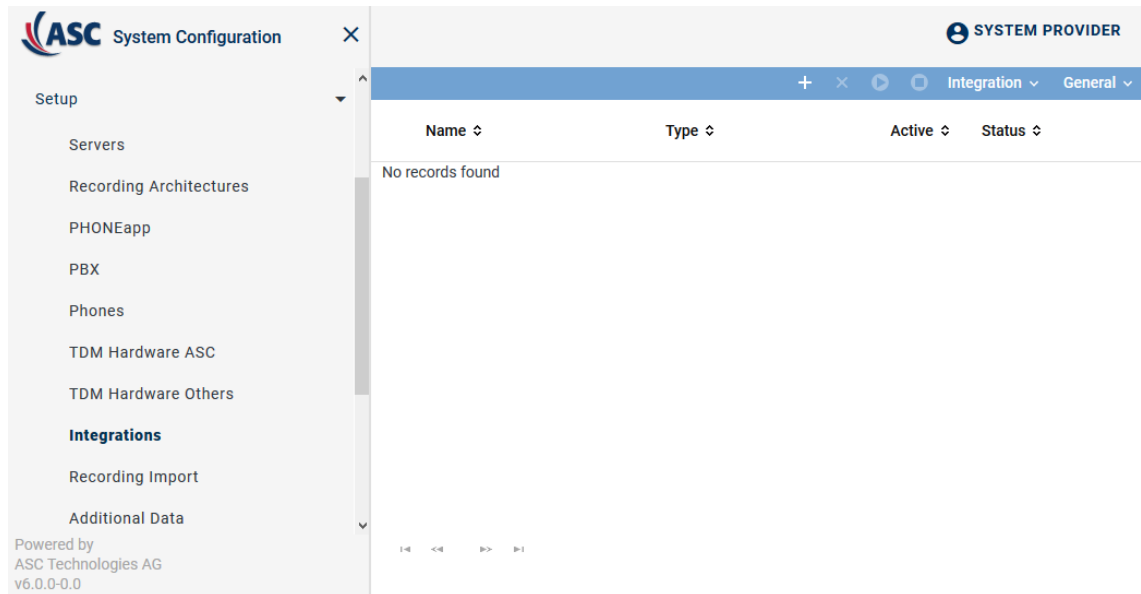 ASC System Configuration
SYSTEM PROVIDER
Setup
Servers
Recording Architectures
PHONEapp
PBX
Phones
TDM Hardware ASC
TDM Hardware Others
Integrations
Recording Import
Additional Data
Powered by
ASC Technologies AG
v6.0.0-0.0
Integration General
Name Type Active Status
No records found